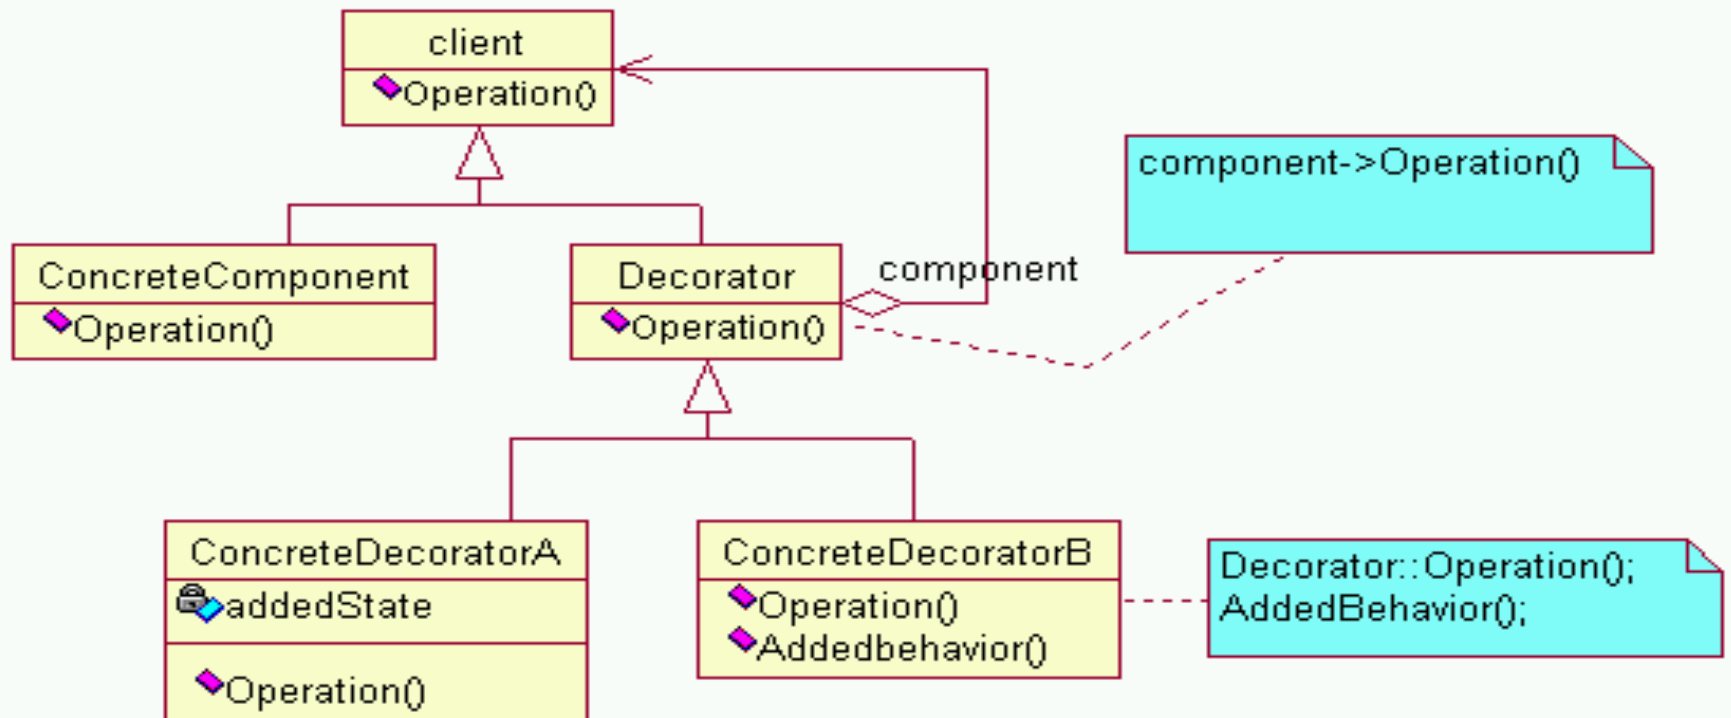 client
Operation()
component->Operation()
ConcreteComponent
Operation()
Decorator
Operation()
component
ConcreteDecoratorA
addedState
Operation()
ConcreteDecoratorB
Operation()
Addedbehavior()
Decorator::Operation();
AddedBehavior();